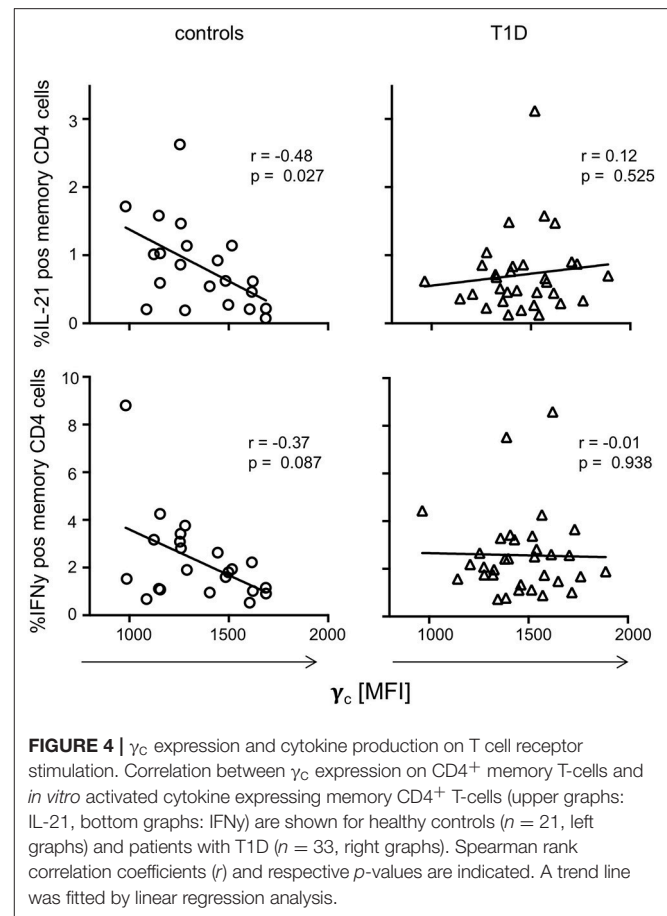 controls
T1D
%IL-21 pos memory CD4 cells
3
2
1
0
r = -0.48
p = 0.027
r = 0.12
p = 0.525
%IFNy pos memory CD4 cells
10
8
6
4
2
0
r = -0.37
p = 0.087
r = -0.01
p = 0.938
1000 1500 2000
1000 1500 2000
γc [MFI]
FIGURE 4 | γc expression and cytokine production on T cell receptor
stimulation. Correlation between γc expression on CD4+ memory T-cells and
in vitro activated cytokine expressing memory CD4+ T-cells (upper graphs:
IL-21, bottom graphs: IFNy) are shown for healthy controls (n = 21, left
graphs) and patients with T1D (n = 33, right graphs). Spearman rank
correlation coefficients (r) and respective p-values are indicated. A trend line
was fitted by linear regression analysis.